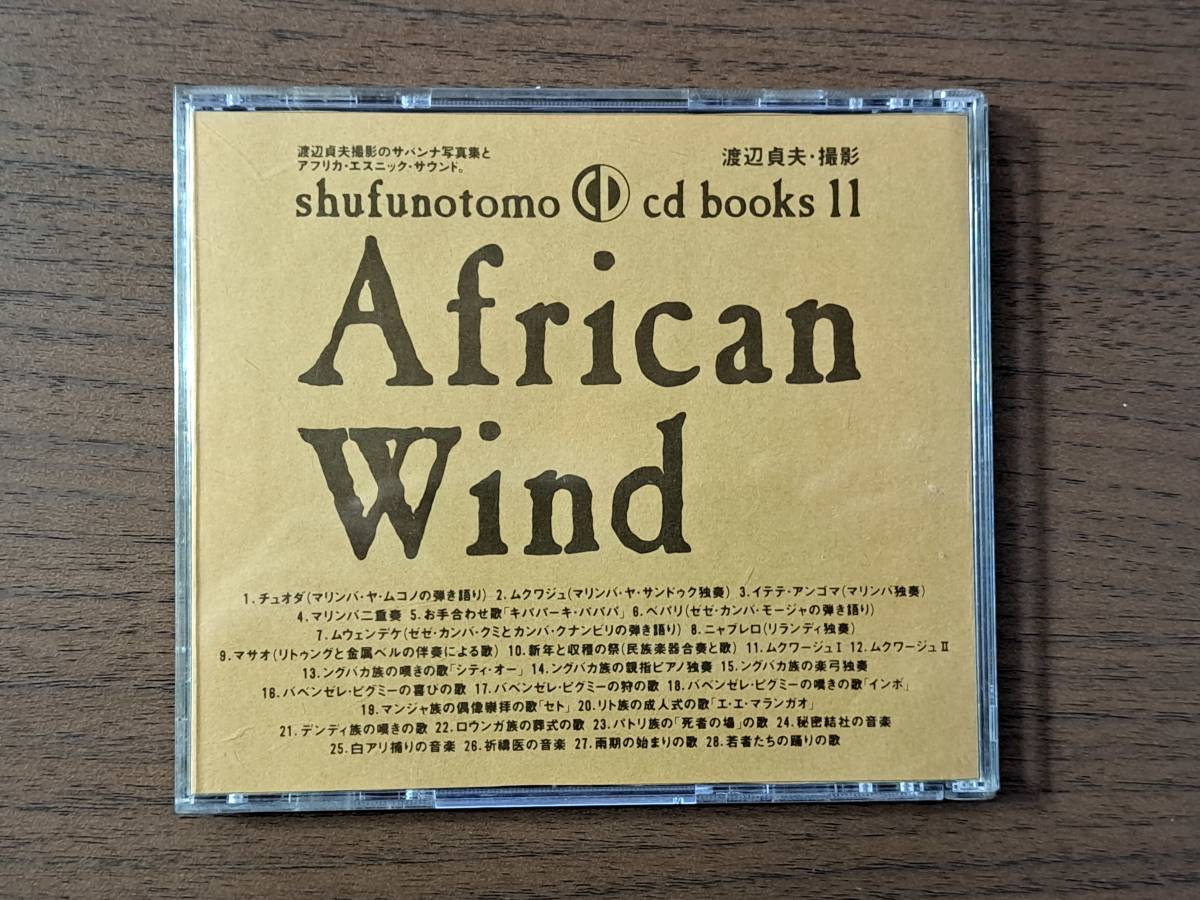 渡辺貞夫撮影のサバンナ写真集と
アフリカ・エスニック・サウンド。
渡辺貞夫・撮影
shufunotomo CD cd books 11
African
Wind
1.チュオダ(マリンバ・ヤ・ムコノの弾き語り) 2.ムクワジュ(マリンバ・ヤ・サンドゥク独奏) 3.イテテ・アンゴマ(マリンバ独奏)
4.マリンバ二重奏 5.お手合わせ歌「キババーキ・バババ」 6.ペパリ(ゼゼ・カンバ・モージャの弾き語り)
7.ムウェンデケ(ゼゼ・カンバ・クミとカンバ・クナンビリの弾き語り) 8.ニャブレロ(リランディ独奏)
9.マサオ(リトゥングと金属ベルの伴奏による歌) 10.新年と収穫の祭(民族楽器合奏と歌) 11.ムクワージュⅠ 12.ムクワージュⅡ
13.ングバカ族の嘆きの歌「シティ・オー」 14.ングバカ族の親指ピアノ独奏 15.ングバカ族の楽弓独奏
16.バベンゼレ・ピグミーの喜びの歌 17.バベンゼレ・ピグミーの狩の歌 18.バベンゼレ・ピグミーの嘆きの歌「インボ」
19.マンジャ族の偶像崇拝の歌「セト」 20.リト族の成人式の歌「エ・エ・マランガオ」
21.デンディ族の嘆きの歌 22.ロウンガ族の葬式の歌 23.バトリ族の「死者の場」の歌 24.秘密結社の音楽
25.白アリ捕りの音楽 26.祈禱医の音楽 27.雨期の始まりの歌 28.若者たちの踊りの歌